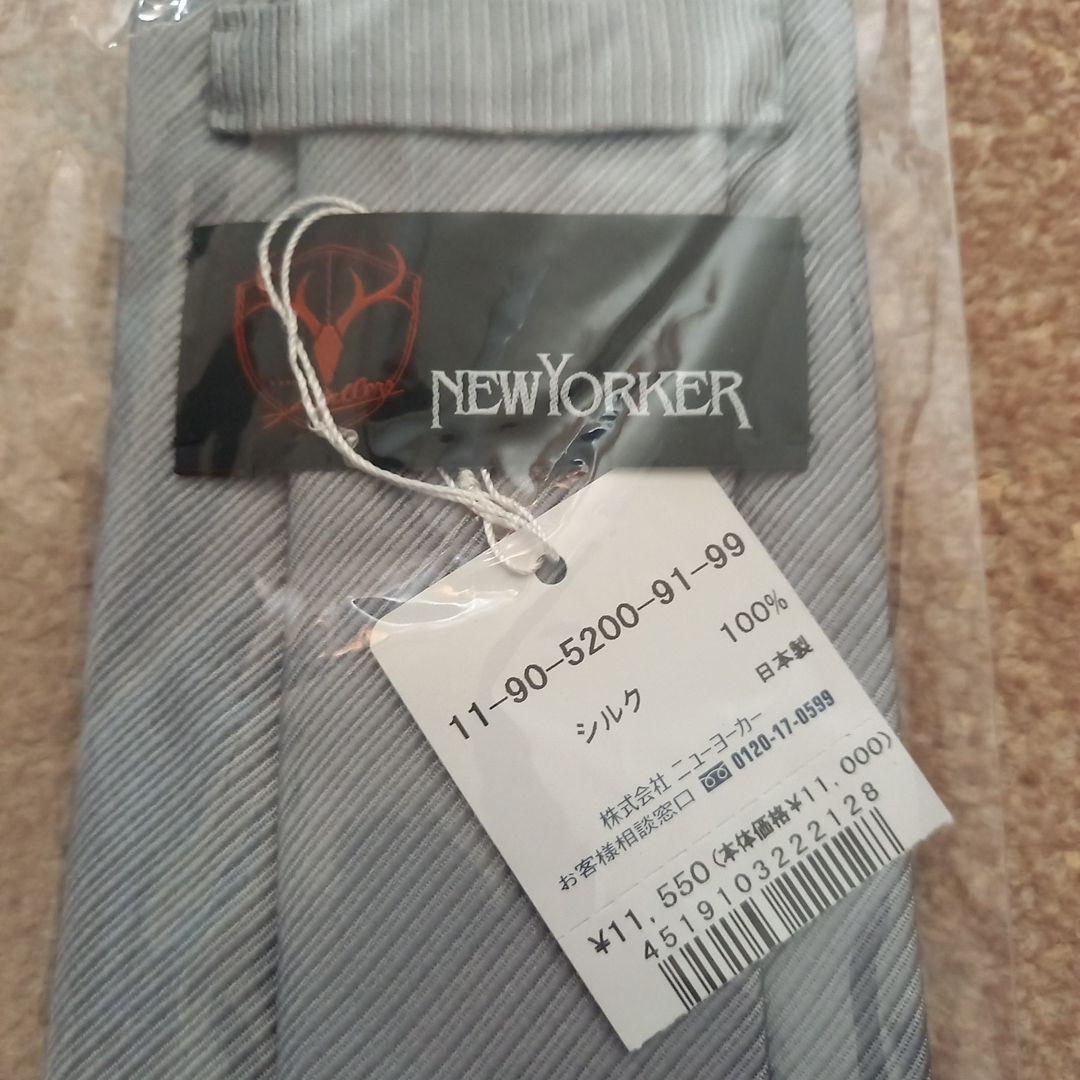 NEWYORKER
11-90-5200-91-99
シルク 100%
日本製
株式会社 ニューヨーカー
お客様相談窓口 0120-17-0599
¥11,550(本体価格¥11,000)
4519103222128